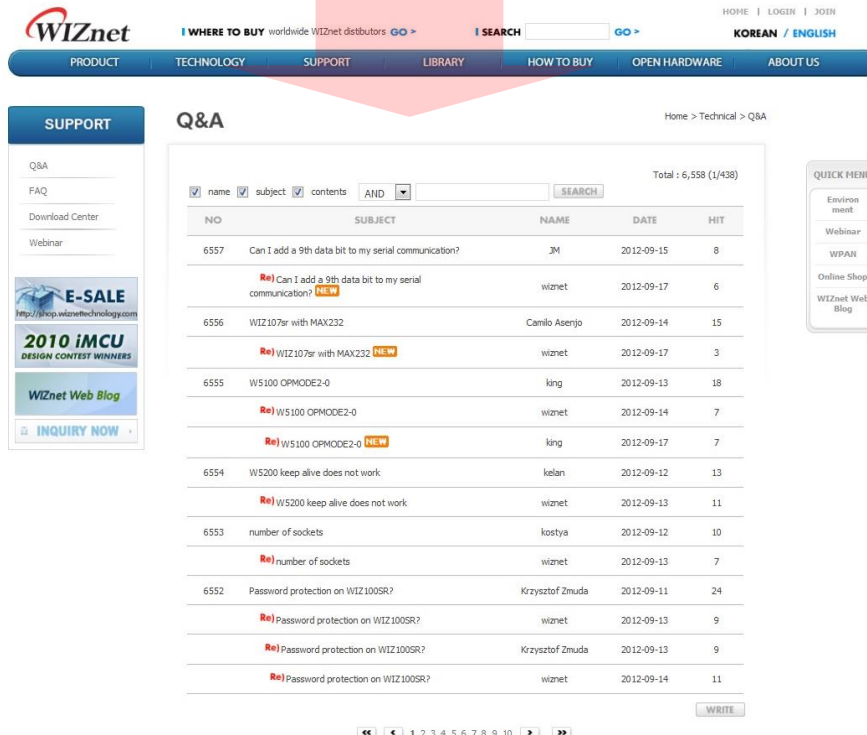 HOME | LOGIN | JOIN
WIZnet
WHERE TO BUY worldwide WIZnet distibutors GO >
SEARCH GO >
KOREAN / ENGLISH
PRODUCT TECHNOLOGY SUPPORT LIBRARY HOW TO BUY OPEN HARDWARE ABOUT US
SUPPORT
Q&A
FAQ
Download Center
Webinar
E-SALE
http://shop.wiznettechnology.com
2010 iMCU
DESIGN CONTEST WINNERS
WIZnet Web Blog
INQUIRY NOW
Q&A
Home > Technical > Q&A
Total : 6,558 (1/438)
name subject contents AND SEARCH
NO SUBJECT NAME DATE HIT
6557 Can I add a 9th data bit to my serial communication? JM 2012-09-15 8
Re) Can I add a 9th data bit to my serial
communication? NEW wiznet 2012-09-17 6
6556 WIZ107sr with MAX232 Camilo Asenjo 2012-09-14 15
Re) WIZ107sr with MAX232 NEW wiznet 2012-09-17 3
6555 W5100 OPMODE2-0 king 2012-09-13 18
Re) W5100 OPMODE2-0 wiznet 2012-09-14 7
Re) W5100 OPMODE2-0 NEW king 2012-09-17 7
6554 W5200 keep alive does not work kelan 2012-09-12 13
Re) W5200 keep alive does not work wiznet 2012-09-13 11
6553 number of sockets kostya 2012-09-12 10
Re) number of sockets wiznet 2012-09-13 7
6552 Password protection on WIZ100SR? Krzysztof Zmuda 2012-09-11 24
Re) Password protection on WIZ100SR? wiznet 2012-09-13 9
Re) Password protection on WIZ100SR? Krzysztof Zmuda 2012-09-13 9
Re) Password protection on WIZ100SR? wiznet 2012-09-14 11
WRITE
1 2 3 4 5 6 7 8 9 10
QUICK MENU
Environ
ment
Webinar
WPAN
Online Shop
WIZnet Web
Blog